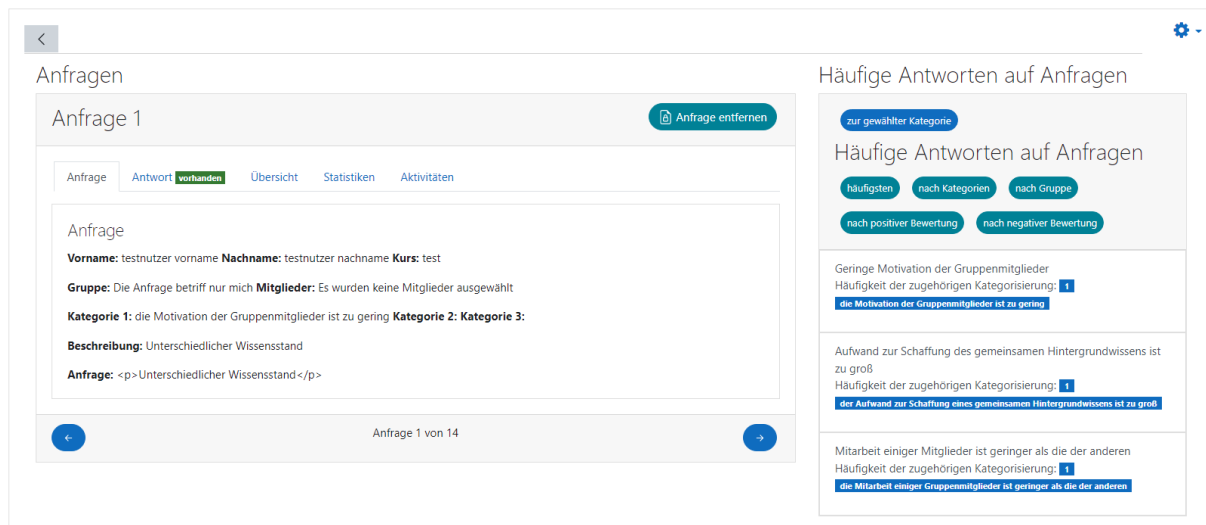 Anfragen
Anfrage 1
Anfrage entfernen
Anfrage
Antwort vorhanden
Übersicht
Statistiken
Aktivitäten
Anfrage
Vorname: testnutzer vorname Nachname: testnutzer nachname Kurs: test
Gruppe: Die Anfrage betriff nur mich Mitglieder: Es wurden keine Mitglieder ausgewählt
Kategorie 1: die Motivation der Gruppenmitglieder ist zu gering Kategorie 2: Kategorie 3:
Beschreibung: Unterschiedlicher Wissensstand
Anfrage: <p>Unterschiedlicher Wissensstand</p>
Anfrage 1 von 14
Häufige Antworten auf Anfragen
zur gewählter Kategorie
Häufige Antworten auf Anfragen
häufigsten
nach Kategorien
nach Gruppe
nach positiver Bewertung
nach negativer Bewertung
Geringe Motivation der Gruppenmitglieder
Häufigkeit der zugehörigen Kategorisierung: 1
die Motivation der Gruppenmitglieder ist zu gering
Aufwand zur Schaffung des gemeinsamen Hintergrundwissens ist
zu groß
Häufigkeit der zugehörigen Kategorisierung: 1
der Aufwand zur Schaffung eines gemeinsamen Hintergrundwissens ist zu groß
Mitarbeit einiger Mitglieder ist geringer als die der anderen
Häufigkeit der zugehörigen Kategorisierung: 1
die Mitarbeit einiger Gruppenmitglieder ist geringer als die der anderen